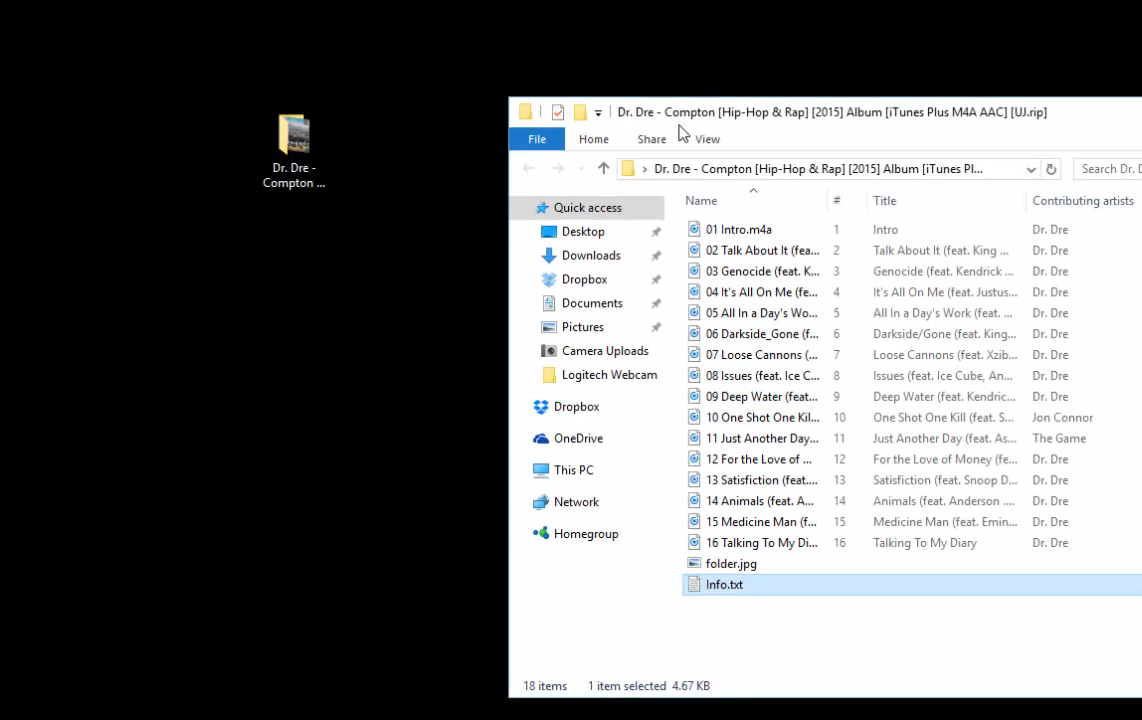 Dr. Dre -
Compton ...
Dr. Dre - Compton [Hip-Hop & Rap] [2015] Album [iTunes Plus M4A AAC] [UJ.rip]
File Home Share View
Dr. Dre - Compton [Hip-Hop & Rap] [2015] Album [iTunes Pl... Search Dr. D
Name # Title Contributing artists
Quick access
Desktop
Downloads
Dropbox
Documents
Pictures
Camera Uploads
Logitech Webcam
Dropbox
OneDrive
This PC
Network
Homegroup
01 Intro.m4a 1 Intro Dr. Dre
02 Talk About It (fea... 2 Talk About It (feat. King ... Dr. Dre
03 Genocide (feat. K... 3 Genocide (feat. Kendrick ... Dr. Dre
04 It's All On Me (fe... 4 It's All On Me (feat. Justus... Dr. Dre
05 All In a Day's Wo... 5 All In a Day's Work (feat. ... Dr. Dre
06 Darkside_Gone (f... 6 Darkside/Gone (feat. King... Dr. Dre
07 Loose Cannons (... 7 Loose Cannons (feat. Xzib... Dr. Dre
08 Issues (feat. Ice C... 8 Issues (feat. Ice Cube, An... Dr. Dre
09 Deep Water (feat... 9 Deep Water (feat. Kendric... Dr. Dre
10 One Shot One Kil... 10 One Shot One Kill (feat. S... Jon Connor
11 Just Another Day... 11 Just Another Day (feat. As... The Game
12 For the Love of ... 12 For the Love of Money (fe... Dr. Dre
13 Satisfiction (feat.... 13 Satisfiction (feat. Snoop D... Dr. Dre
14 Animals (feat. A... 14 Animals (feat. Anderson .... Dr. Dre
15 Medicine Man (f... 15 Medicine Man (feat. Emin... Dr. Dre
16 Talking To My Di... 16 Talking To My Diary Dr. Dre
folder.jpg
Info.txt
18 items 1 item selected 4.67 KB